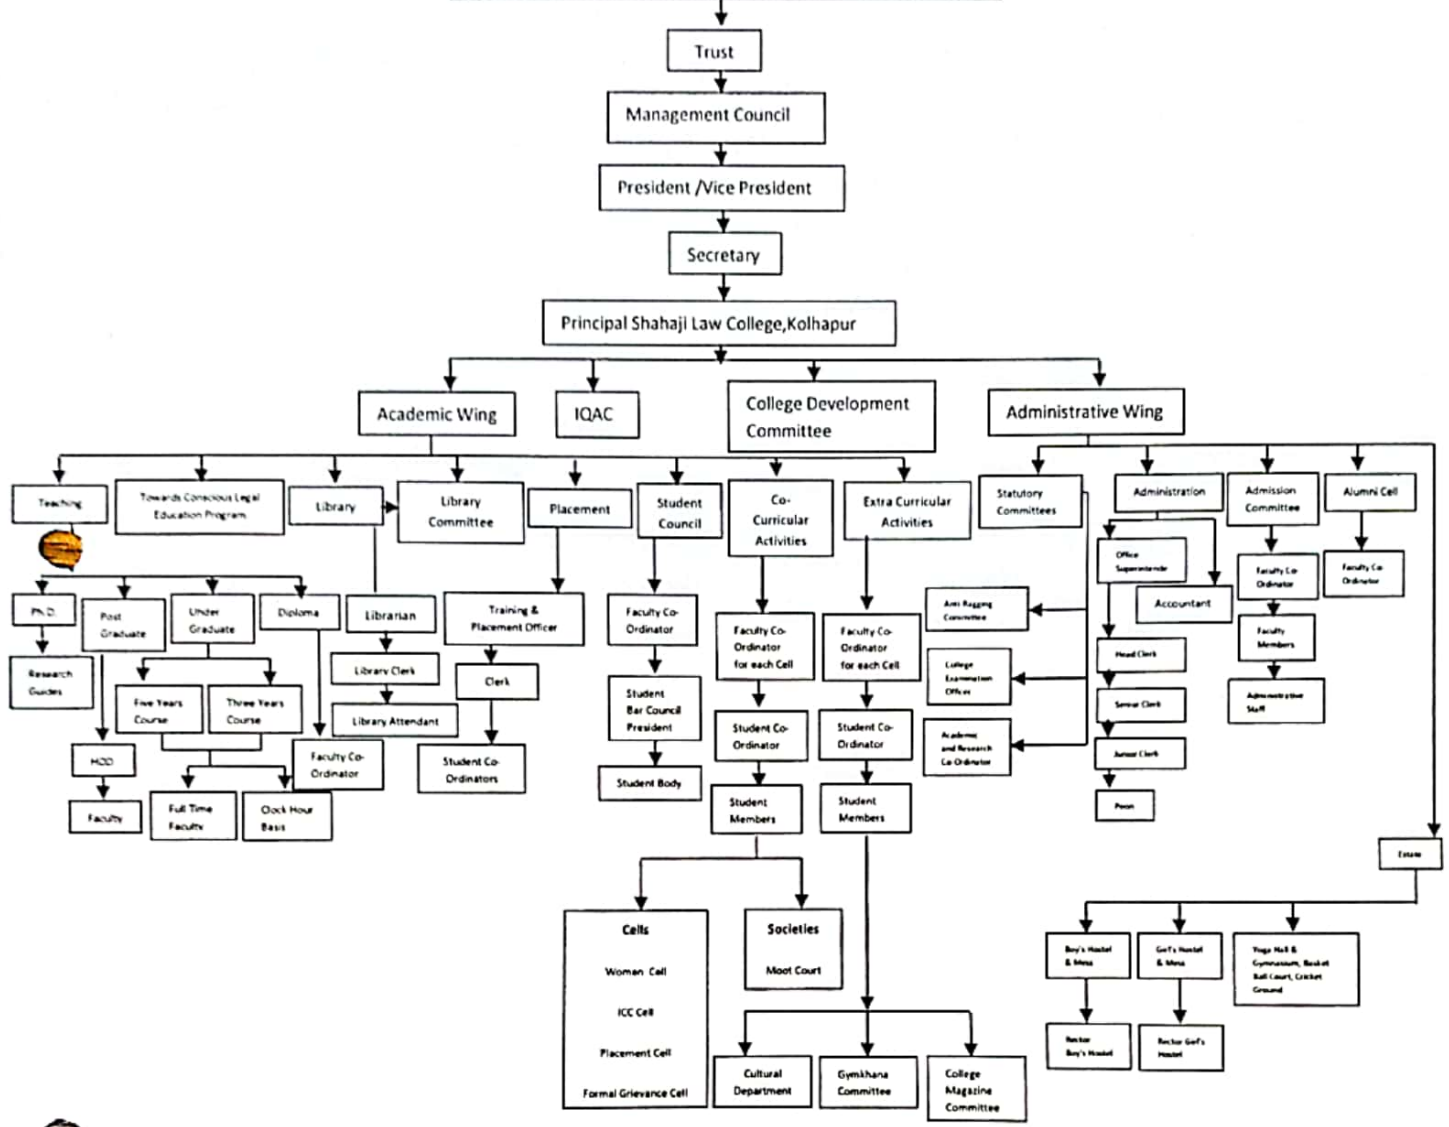 Trust
Management Council
President /Vice President
Secretary
Principal Shahaji Law College,Kolhapur
Academic Wing
IQAC
College Development
Committee
Administrative Wing
Teaching
Towards Conscious Legal
Education Program
Library
Library
Committee
Placement
Student
Council
Co-
Curricular
Activities
Extra Curricular
Activities
Statutory
Committees
Administration
Admission
Committee
Alumni Cell
Ph.D.
Post
Graduate
Under
Graduate
Diploma
Librarian
Training &
Placement Officer
Faculty Co-
Ordinator
Faculty Co-
Ordinator
for each Cell
Faculty Co-
Ordinator
for each Cell
Anti Ragging
Committee
Office
Superintende
Accountant
Faculty Co-
Ordinator
Faculty Co-
Ordinator
Research
Guides
Five Years
Course
Three Years
Course
Library Clerk
Library Attendant
Clerk
Student
Bar Council
President
College
Examination
Officer
Head Clerk
Faculty
Members
Senior Clerk
Administrative
Staff
HOD
Faculty
Full Time
Faculty
Clock Hour
Basis
Faculty Co-
Ordinator
Student Co-
Ordinators
Student Body
Student Co-
Ordinator
Student Co-
Ordinator
Academic
and Research
Co-Ordinator
Junior Clerk
Peon
Student
Members
Student
Members
Estate
Cells
Women Cell
ICC Cell
Placement Cell
Formal Grievance Cell
Societies
Moot Court
Cultural
Department
Gymkhana
Committee
College
Magazine
Committee
Boy's Hostel
& Mess
Girl's Hostel
& Mess
Yoga Hall &
Gymnasium, Basket
Ball Court, Cricket
Ground
Rector
Boy's Hostel
Rector Girl's
Hostel